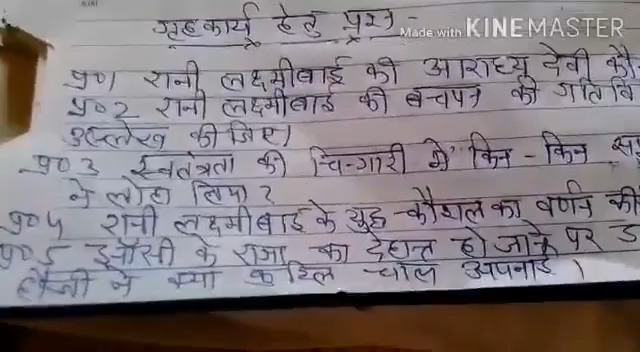 गृहकार्य हेतु प्रश्न -
Made with KINEMASTER
प्र01 रानी लक्ष्मीबाई की आराध्य देवी कौ
प्र02 रानी लक्ष्मीबाई की बचपन की गतिवि
उल्लेख कीजिए।
प्र03 स्वतंत्रता की चिन्गारी में किन - किन
ने लोहा लिया ?
प्र04 रानी लक्ष्मीबाई के युद्ध-कौशल का वर्णन की
प्र05 झाँसी के राजा का देहान्त हो जाने पर ड
हौजी ने क्या कुटिल चाल अपनाई ।